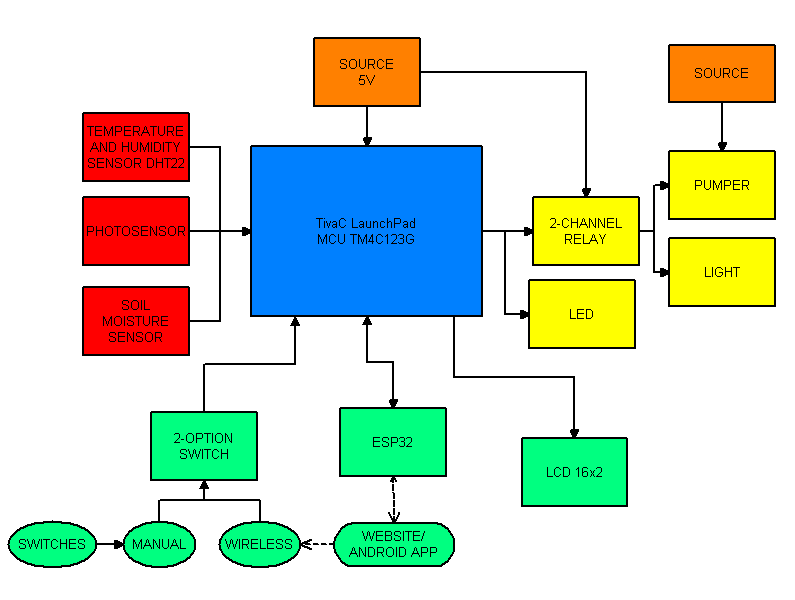 SOURCE
5V
SOURCE
TEMPERATURE
AND HUMIDITY
SENSOR DHT22
PHOTOSENSOR
SOIL
MOISTURE
SENSOR
TivaC LaunchPad
MCU TM4C123G
2-CHANNEL
RELAY
PUMPER
LIGHT
LED
2-OPTION
SWITCH
ESP32
LCD 16x2
SWITCHES
MANUAL
WIRELESS
WEBSITE/
ANDROID APP